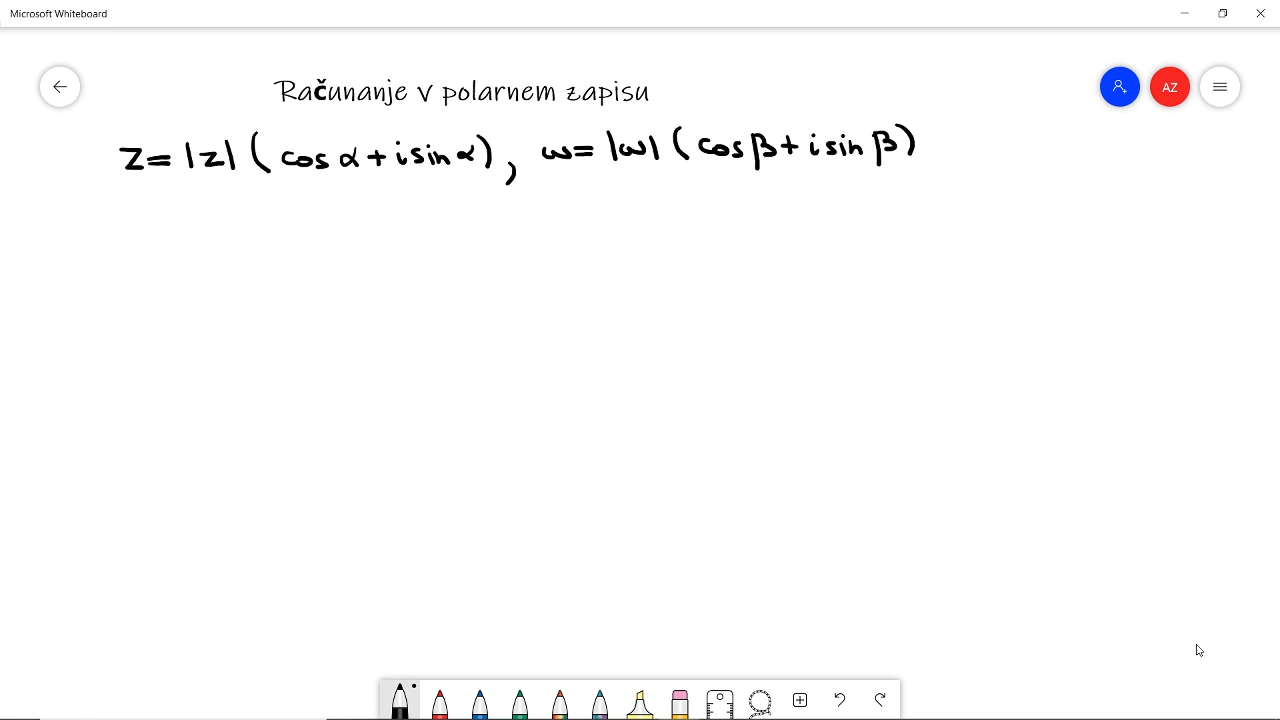 Microsoft Whiteboard
Računanje v polarnem zapisu
AZ
z = |z| (cos α + i sin α), ω = |ω| (cos β + i sin β)